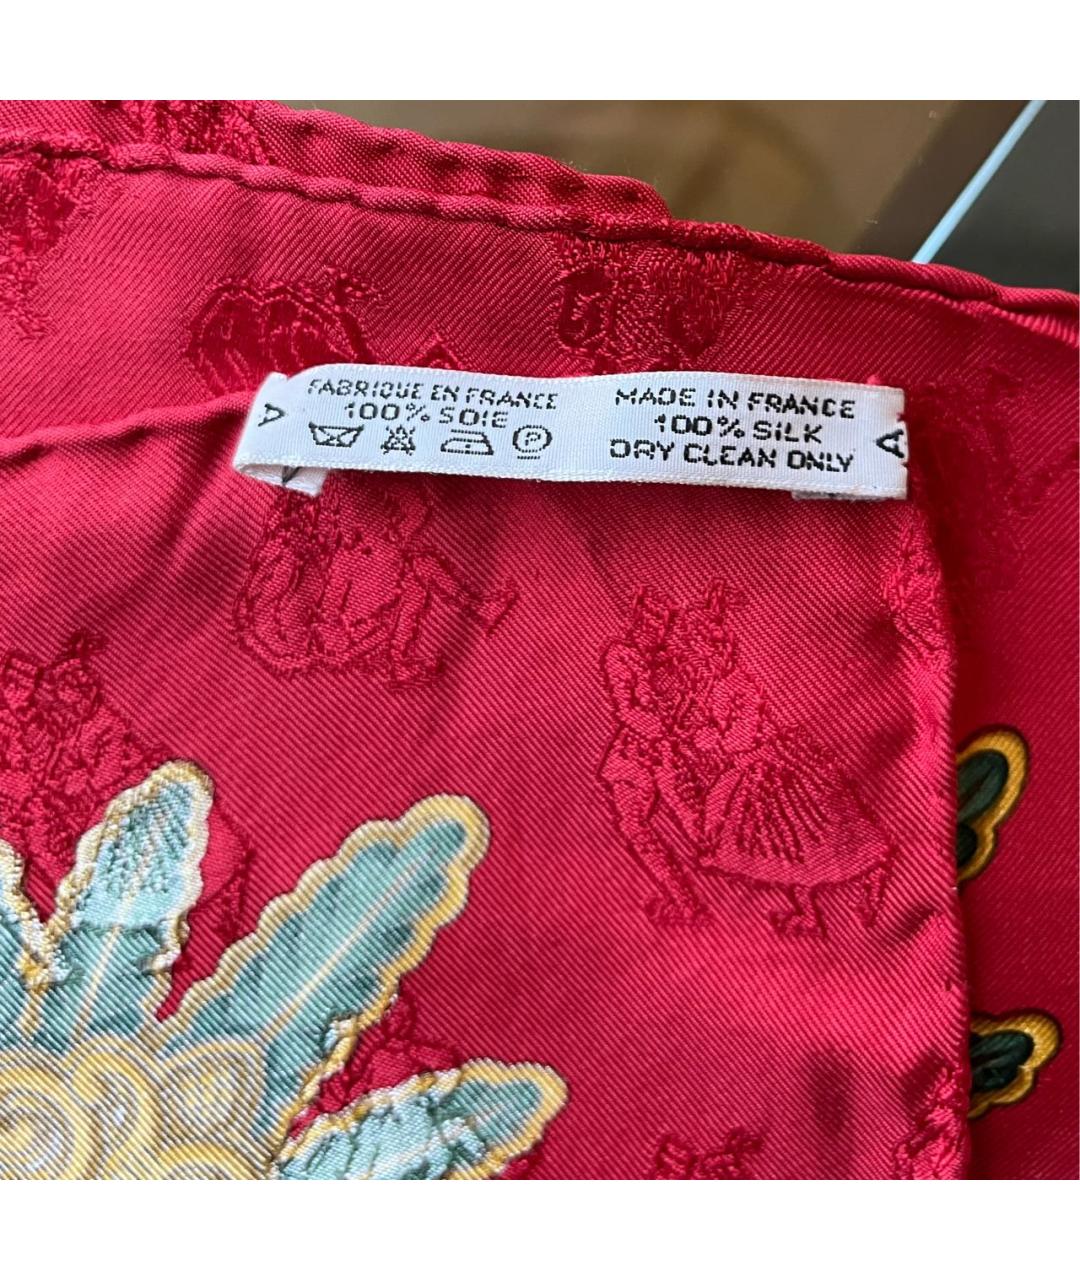 FABRIQUE EN FRANCE
100% SOIE
P
MADE IN FRANCE
100% SILK
DRY CLEAN ONLY
A
A